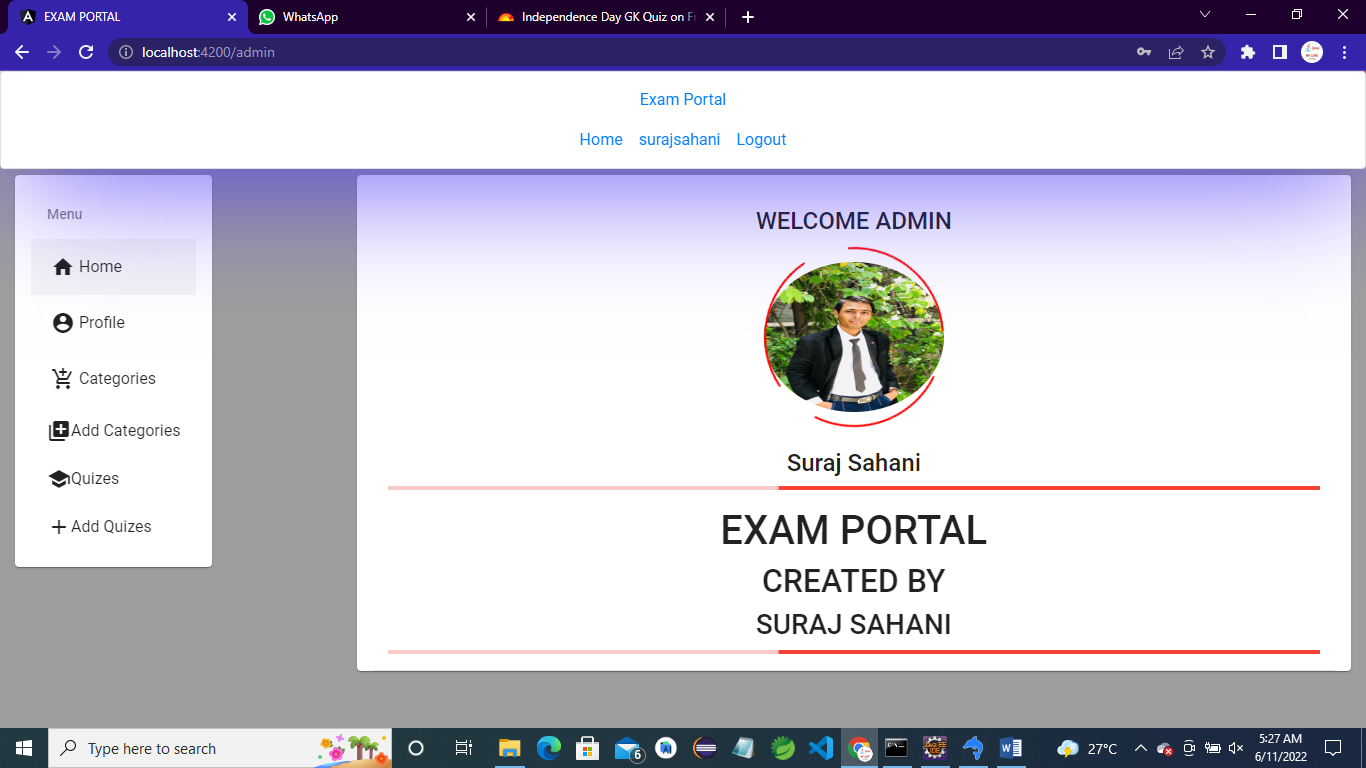 EXAM PORTAL
WhatsApp
Independence Day GK Quiz on Fr
localhost:4200/admin
Exam Portal
Home surajsahani Logout
Menu
Home
Profile
Categories
Add Categories
Quizes
Add Quizes
WELCOME ADMIN
Suraj Sahani
EXAM PORTAL
CREATED BY
SURAJ SAHANI
Type here to search
6
27°C
5:27 AM
6/11/2022